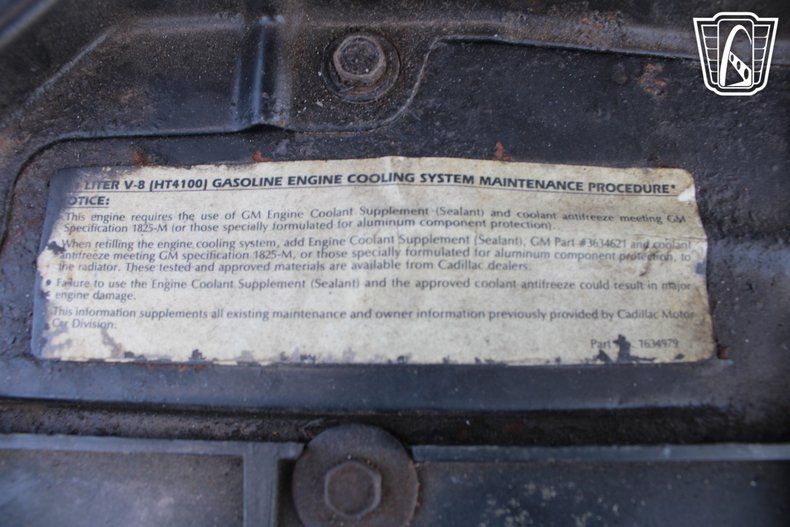 LITER V-8 (HT4100) GASOLINE ENGINE COOLING SYSTEM MAINTENANCE PROCEDURE*
NOTICE:
This engine requires the use of GM Engine Coolant Supplement (Sealant) and coolant antifreeze meeting GM
Specification 1825-M (or those specially formulated for aluminum component protection).
When refilling the engine cooling system, add Engine Coolant Supplement (Sealant), GM Part #3634621 and coolant
antifreeze meeting GM specification 1825-M, or those specially formulated for aluminum component protection, to
the radiator. These tested and approved materials are available from Cadillac dealers.
• Failure to use the Engine Coolant Supplement (Sealant) and the approved coolant antifreeze could result in major
engine damage.
This information supplements all existing maintenance and owner information previously provided by Cadillac Motor
Car Division.
Part 1634979